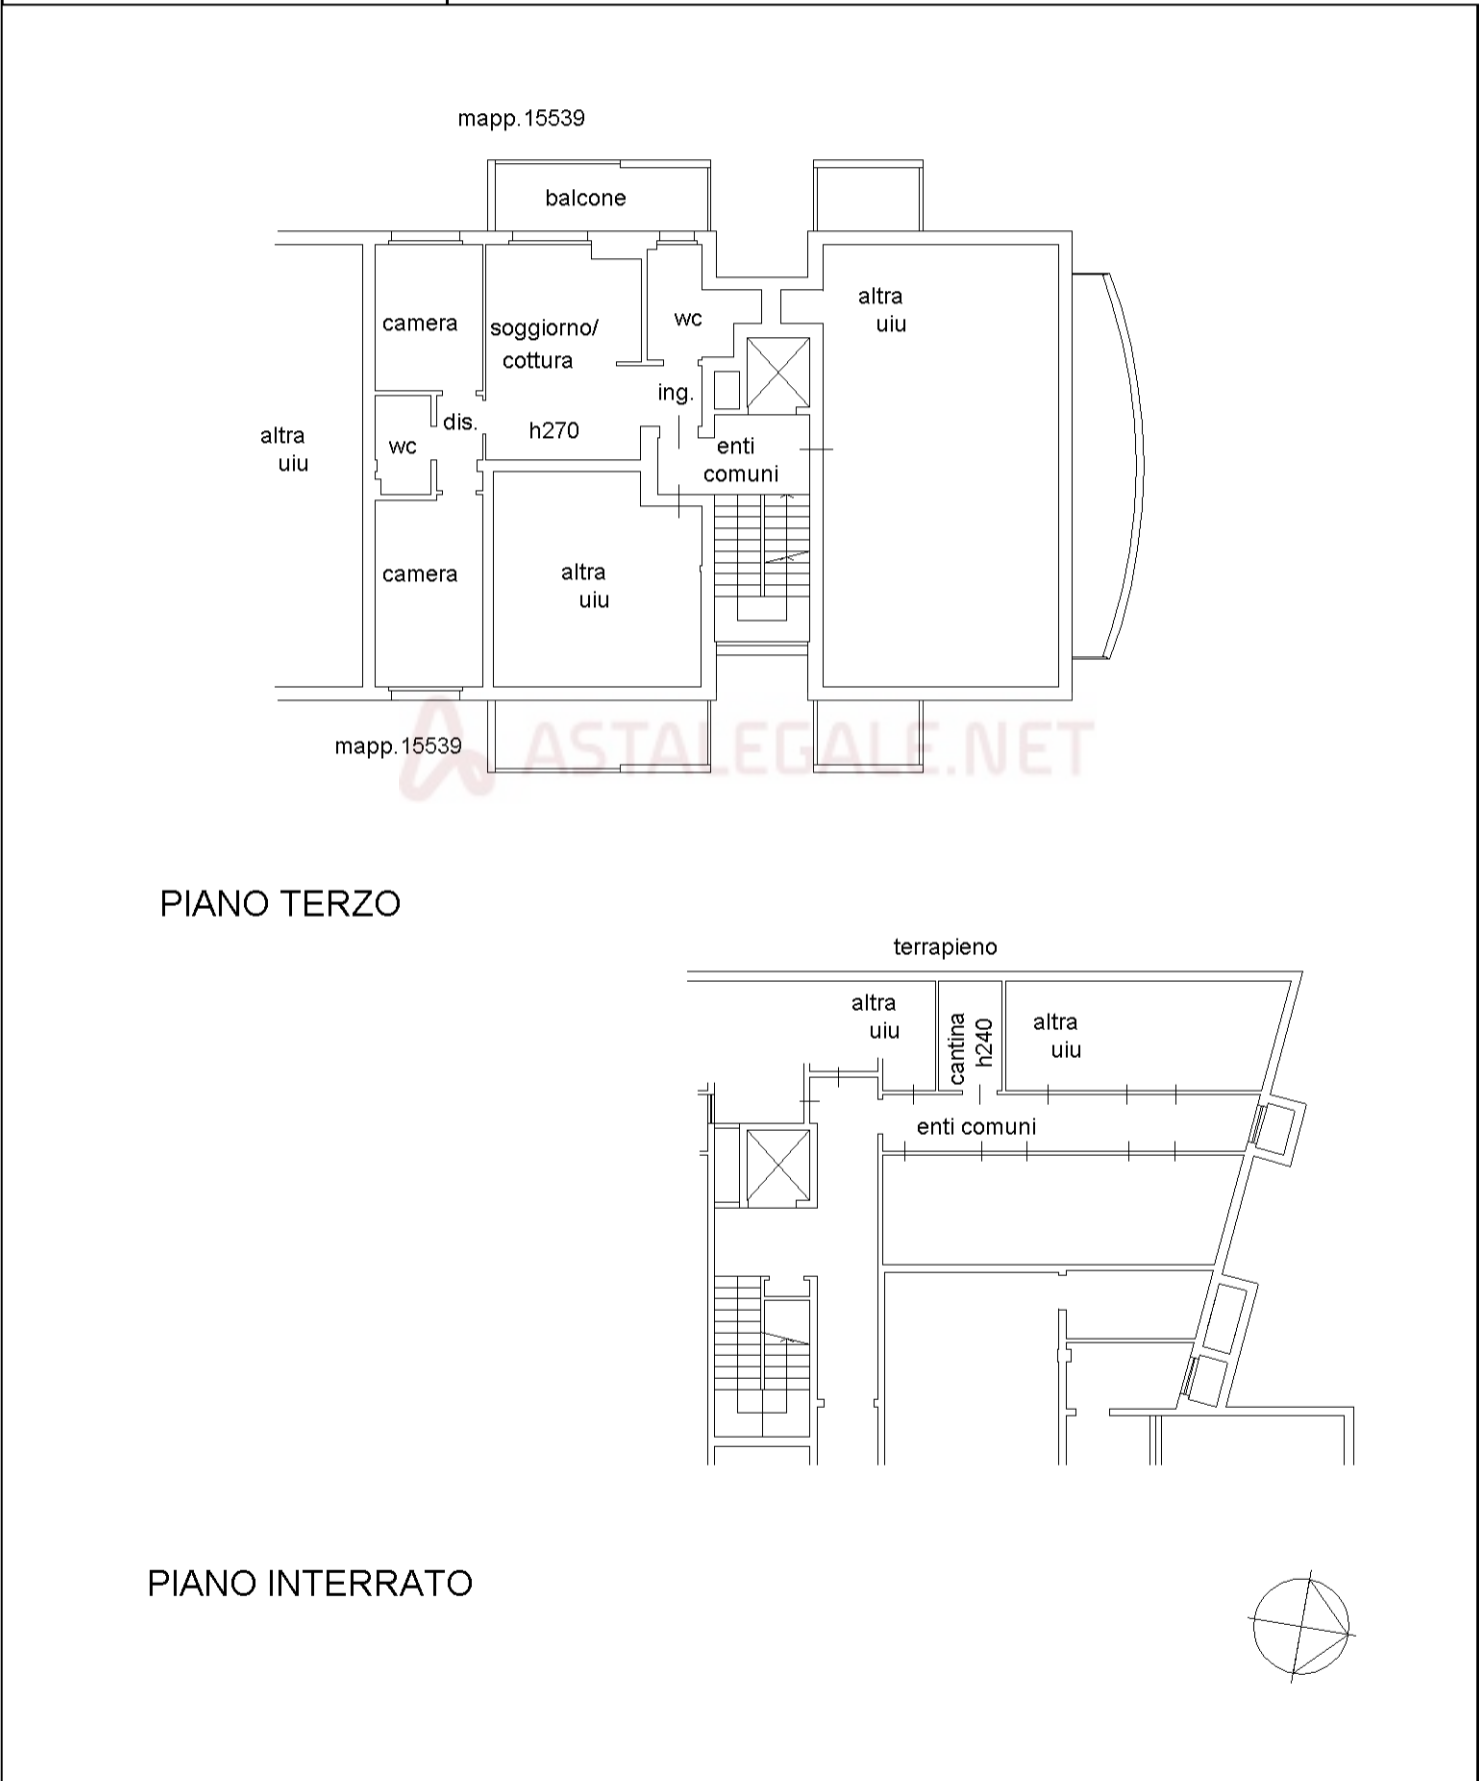 mapp.15539
balcone
altra
uiu
camera
soggiorno/
cottura
wc
ing.
dis.
h270
altra
uiu
wc
enti
comuni
camera
altra
uiu
mapp.15539
ASTALEGALE.NET
PIANO TERZO
terrapieno
altra
uiu
cantina
h240
altra
uiu
enti comuni
PIANO INTERRATO